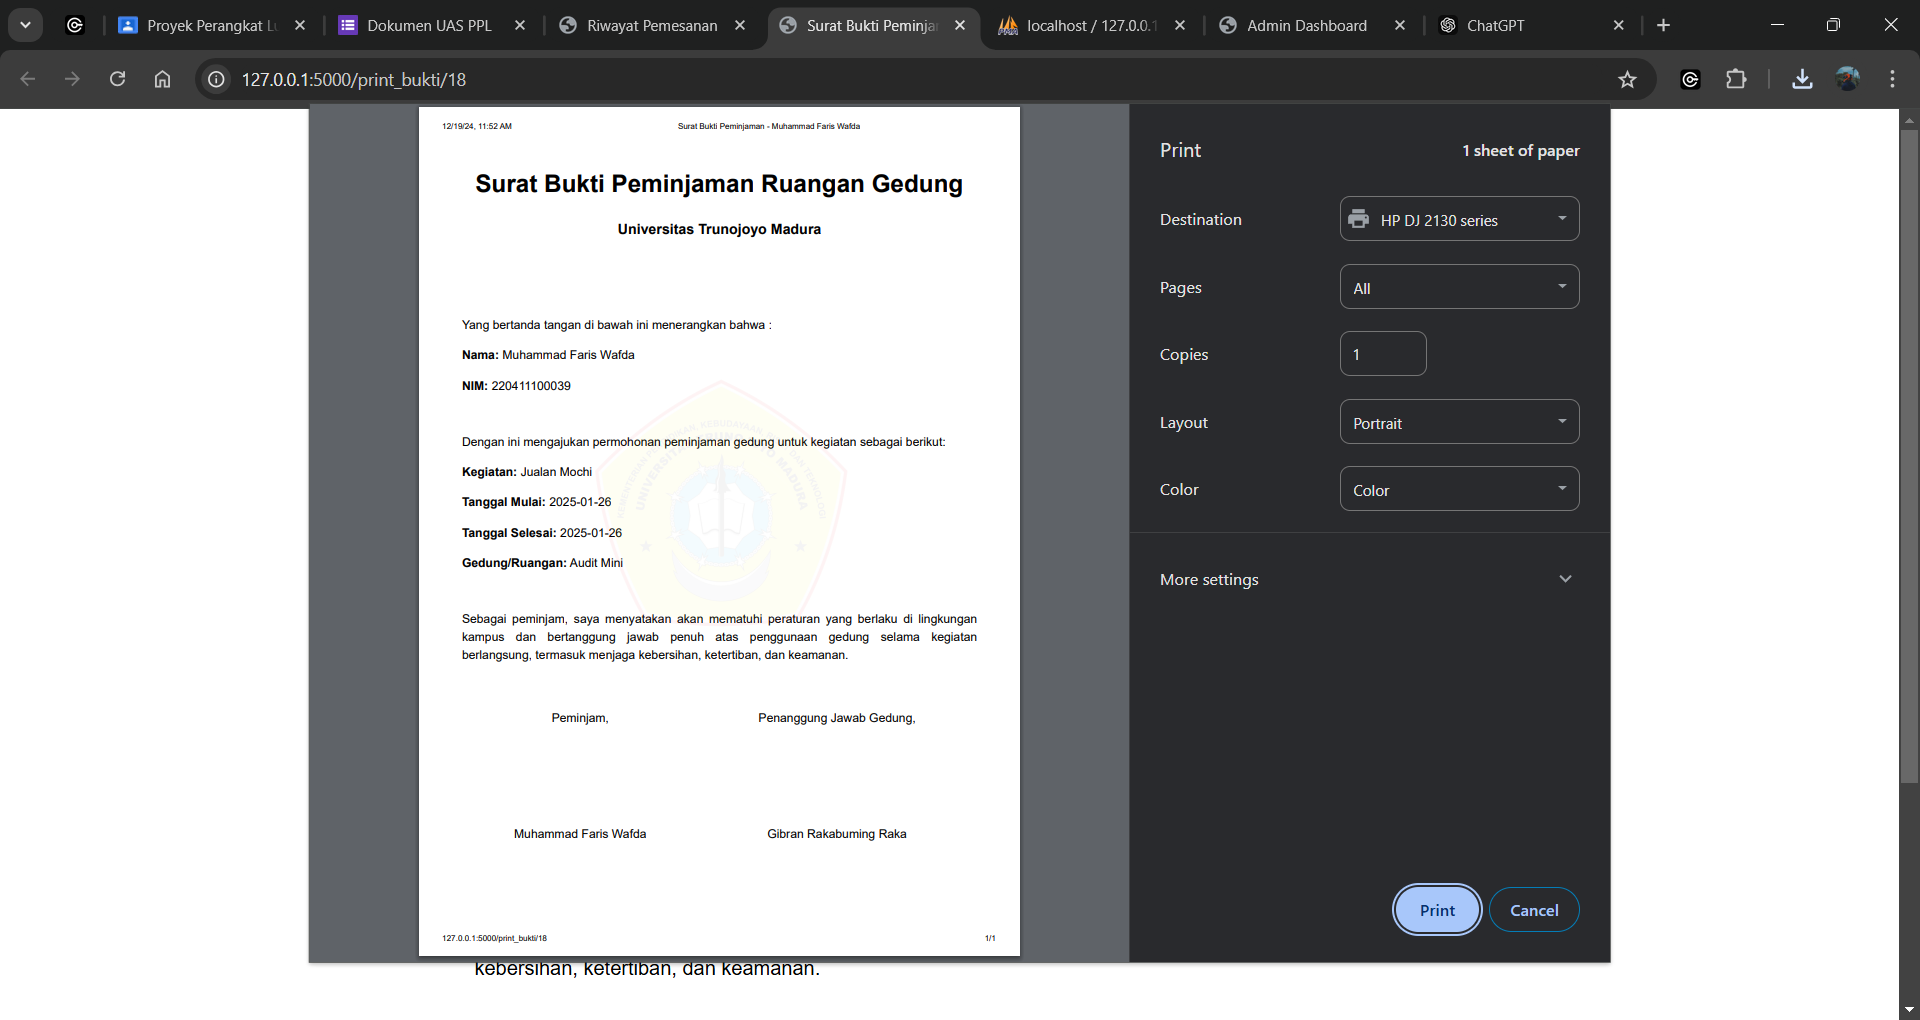 Proyek Perangkat L
Dokumen UAS PPL
Riwayat Pemesanan
Surat Bukti Peminja
localhost / 127.0.0.1
Admin Dashboard
ChatGPT
127.0.0.1:5000/print_bukti/18
12/19/24, 11:52 AM
Surat Bukti Peminjaman - Muhammad Faris Wafda
Surat Bukti Peminjaman Ruangan Gedung
Universitas Trunojoyo Madura
Yang bertanda tangan di bawah ini menerangkan bahwa :
Nama: Muhammad Faris Wafda
NIM: 220411100039
Dengan ini mengajukan permohonan peminjaman gedung untuk kegiatan sebagai berikut:
Kegiatan: Jualan Mochi
Tanggal Mulai: 2025-01-26
Tanggal Selesai: 2025-01-26
Gedung/Ruangan: Audit Mini
Sebagai peminjam, saya menyatakan akan mematuhi peraturan yang berlaku di lingkungan
kampus dan bertanggung jawab penuh atas penggunaan gedung selama kegiatan
berlangsung, termasuk menjaga kebersihan, ketertiban, dan keamanan.
Peminjam,
Penanggung Jawab Gedung,
Muhammad Faris Wafda
Gibran Rakabuming Raka
127.0.0.1:5000/print_bukti/18
1/1
kebersihan, ketertiban, dan keamanan.
Print
1 sheet of paper
Destination
HP DJ 2130 series
Pages
All
Copies
1
Layout
Portrait
Color
Color
More settings
Print
Cancel